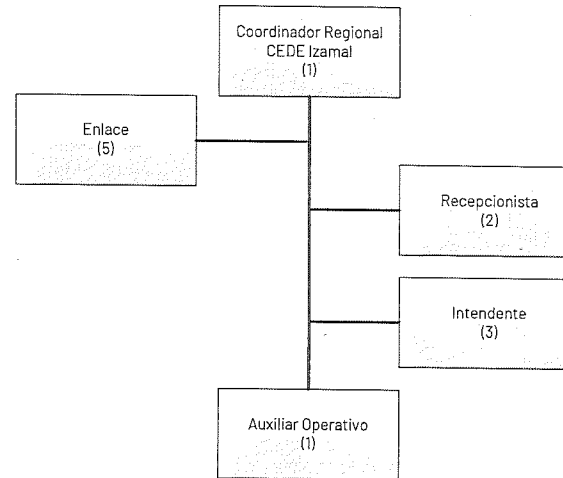 Coordinador Regional
CEDE Izamal
(1)
Enlace
(5)
Recepcionista
(2)
Intendente
(3)
Auxiliar Operativo
(1)